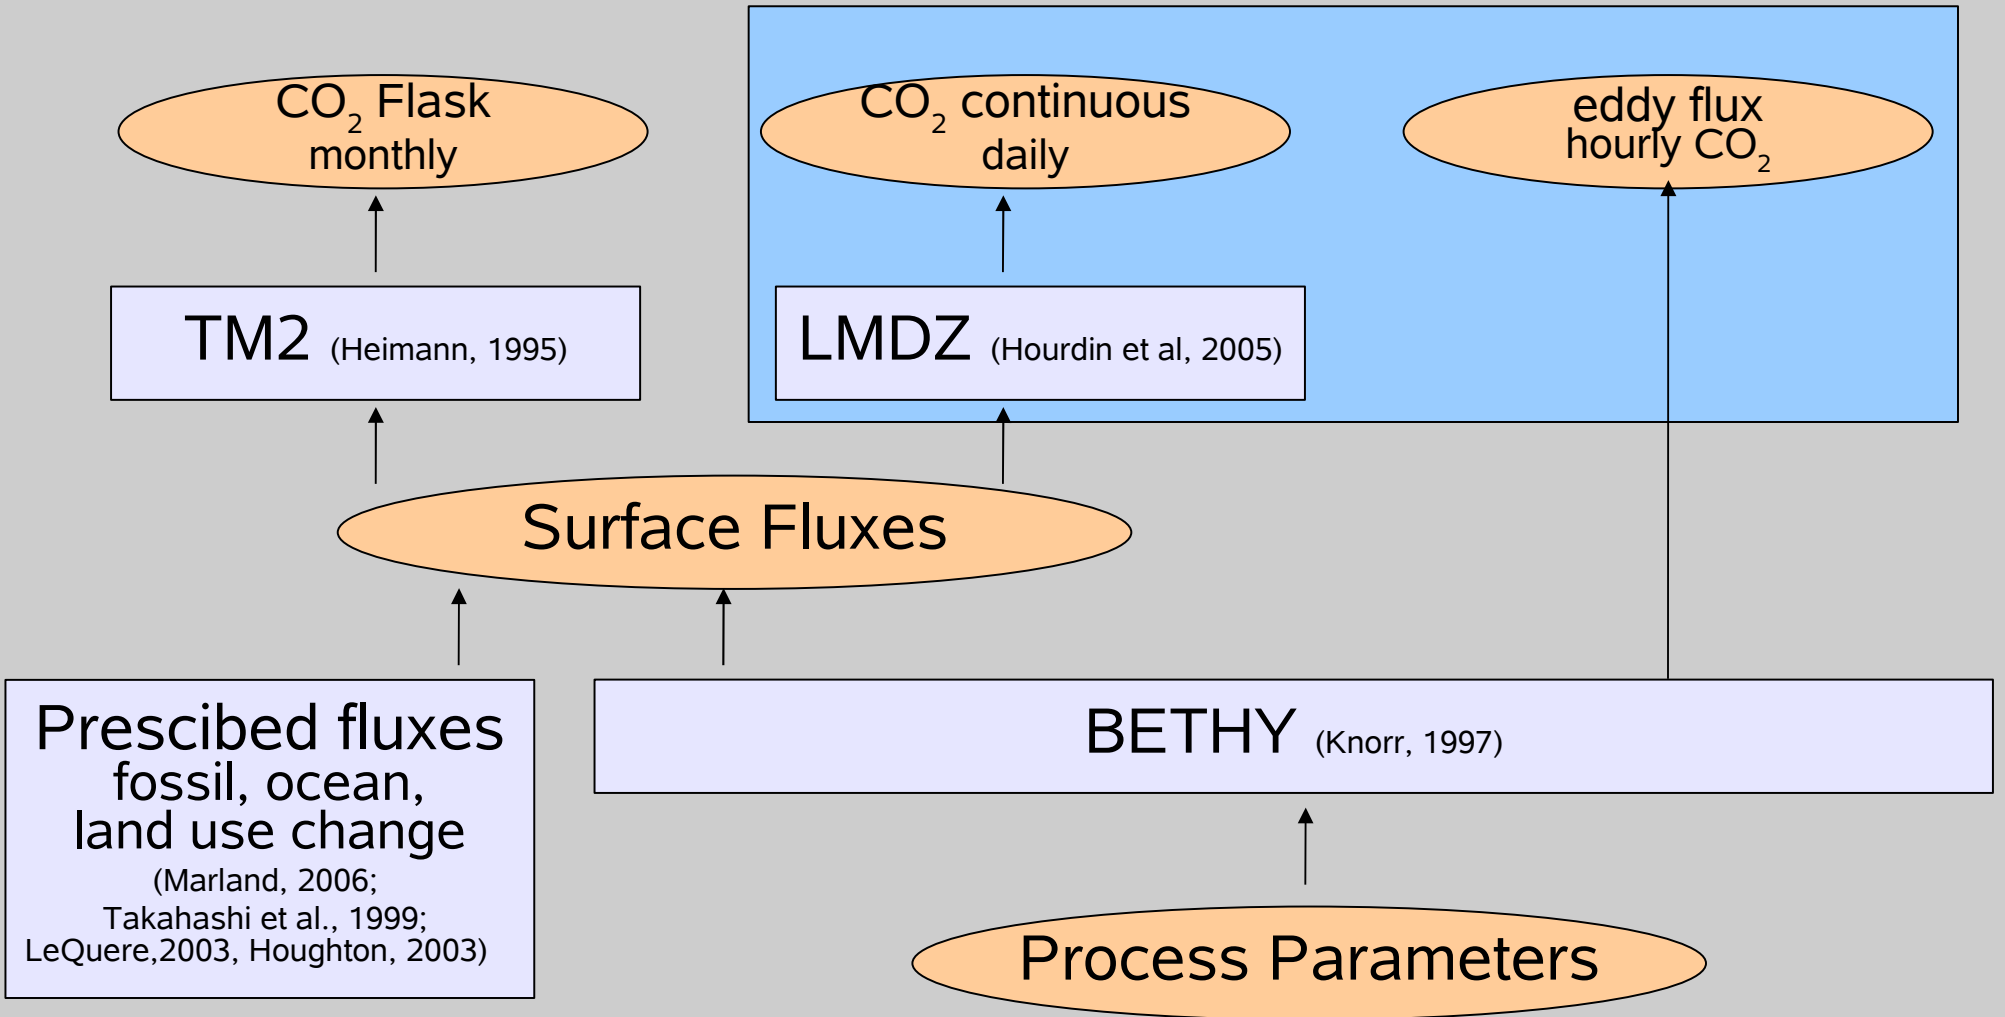 CO2 Flask
monthly
CO2 continuous
daily
eddy flux
hourly CO2
TM2 (Heimann, 1995)
LMDZ (Hourdin et al, 2005)
Surface Fluxes
Prescibed fluxes
fossil, ocean,
land use change
(Marland, 2006;
Takahashi et al., 1999;
LeQuere,2003, Houghton, 2003)
BETHY (Knorr, 1997)
Process Parameters